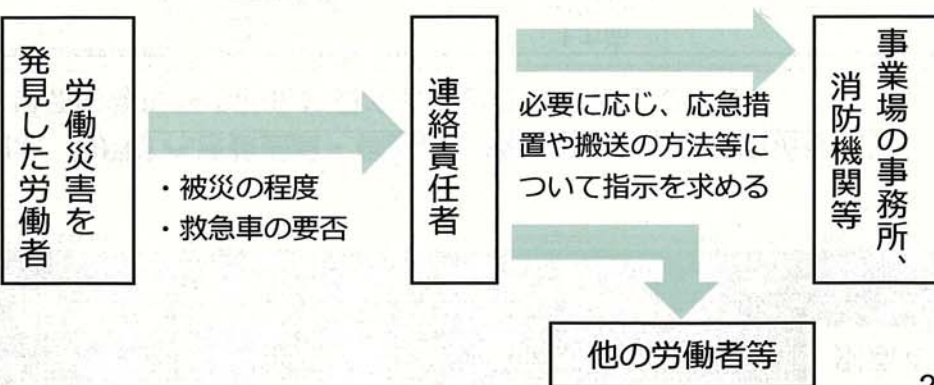 労働災害を
発見した労働者
・被災の程度
・救急車の要否
連絡責任者
必要に応じ、応急措
置や搬送の方法等に
ついて指示を求める
事業場の事務所、
消防機関等
他の労働者等
2